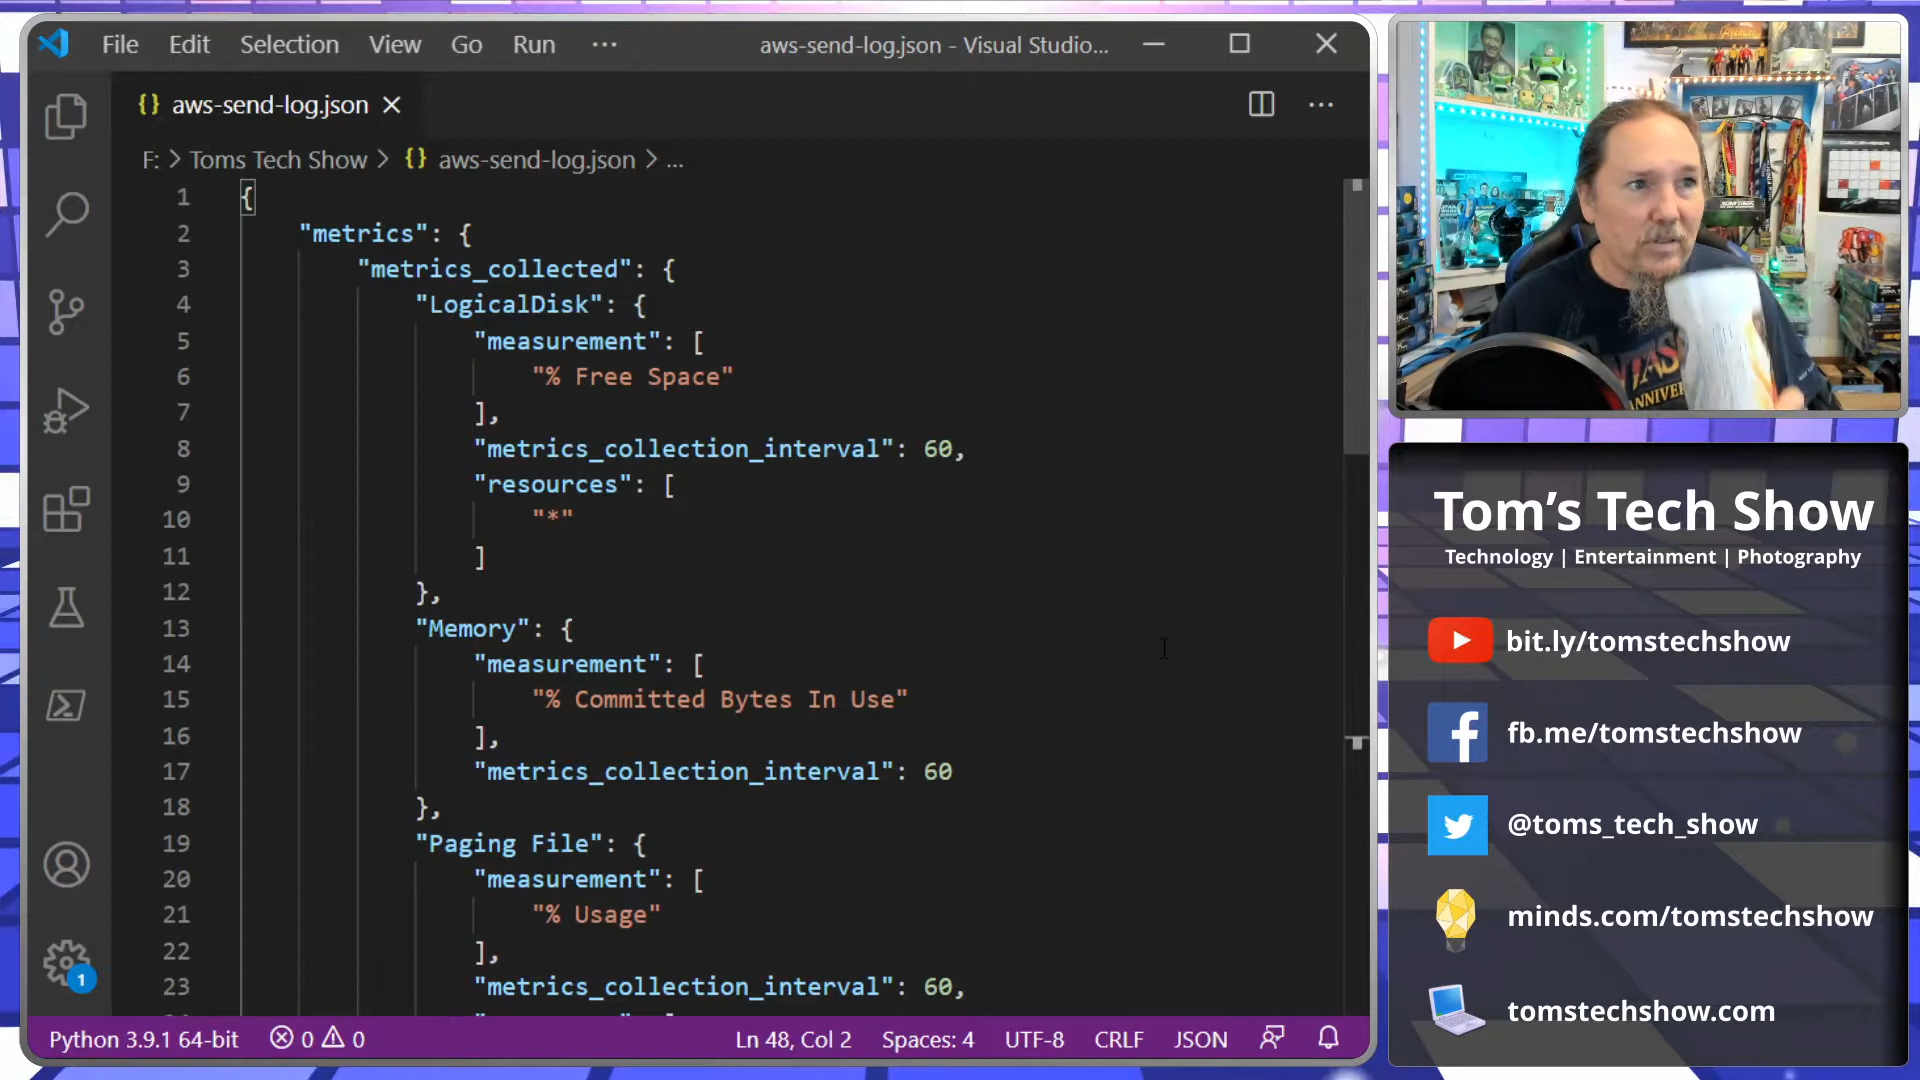 File Edit Selection View Go Run ··· aws-send-log.json - Visual Studio...
{} aws-send-log.json
F: > Toms Tech Show > {} aws-send-log.json > ...
1 {
2 "metrics": {
3 "metrics_collected": {
4 "LogicalDisk": {
5 "measurement": [
6 "% Free Space"
7 ],
8 "metrics_collection_interval": 60,
9 "resources": [
10 "*"
11 ]
12 },
13 "Memory": {
14 "measurement": [
15 "% Committed Bytes In Use"
16 ],
17 "metrics_collection_interval": 60
18 },
19 "Paging File": {
20 "measurement": [
21 "% Usage"
22 ],
23 "metrics_collection_interval": 60,
1
Python 3.9.1 64-bit 0 0 Ln 48, Col 2 Spaces: 4 UTF-8 CRLF JSON
DECEMBER
Tom's Tech Show
Technology | Entertainment | Photography
bit.ly/tomstechshow
fb.me/tomstechshow
@toms_tech_show
minds.com/tomstechshow
tomstechshow.com